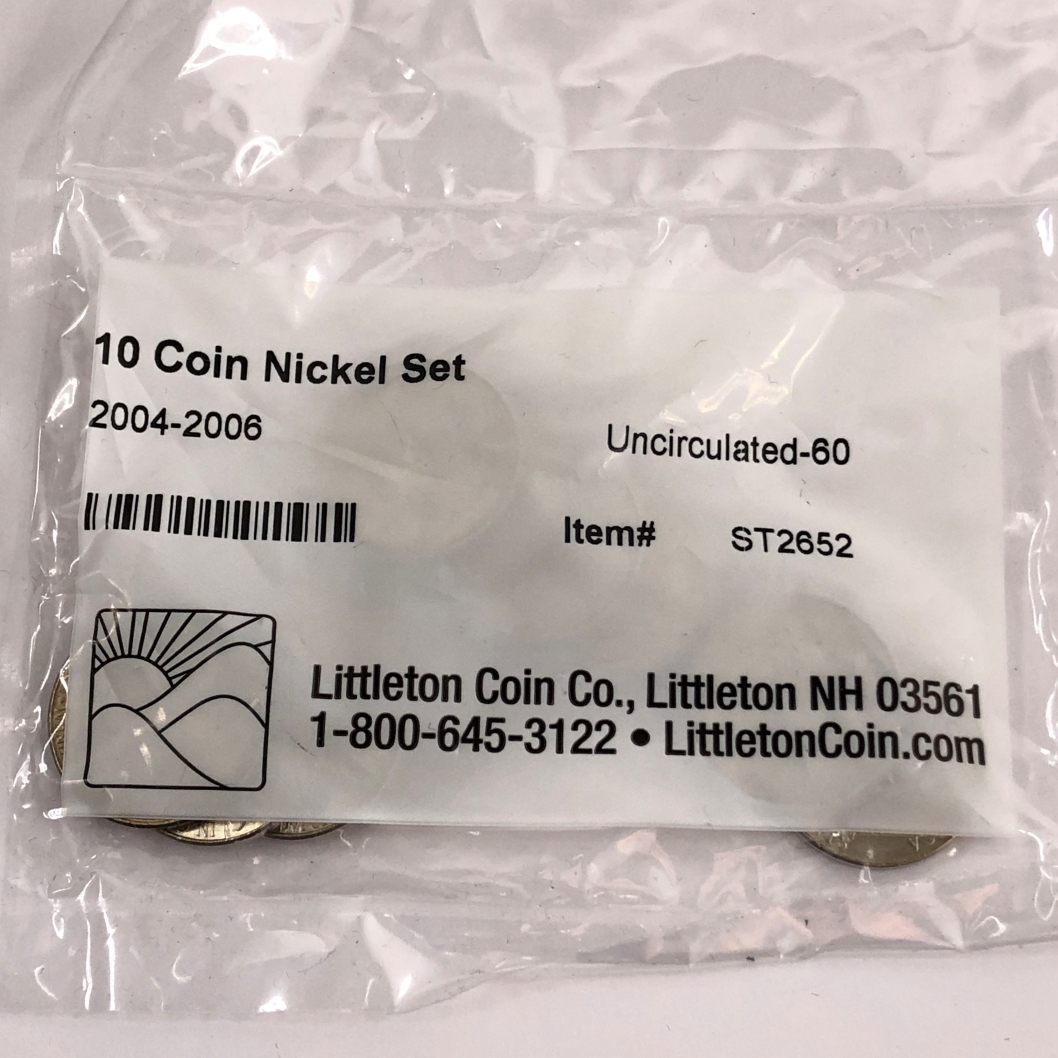 10 Coin Nickel Set
2004-2006
Uncirculated-60
Item# ST2652
Littleton Coin Co., Littleton NH 03561
1-800-645-3122 • LittletonCoin.com